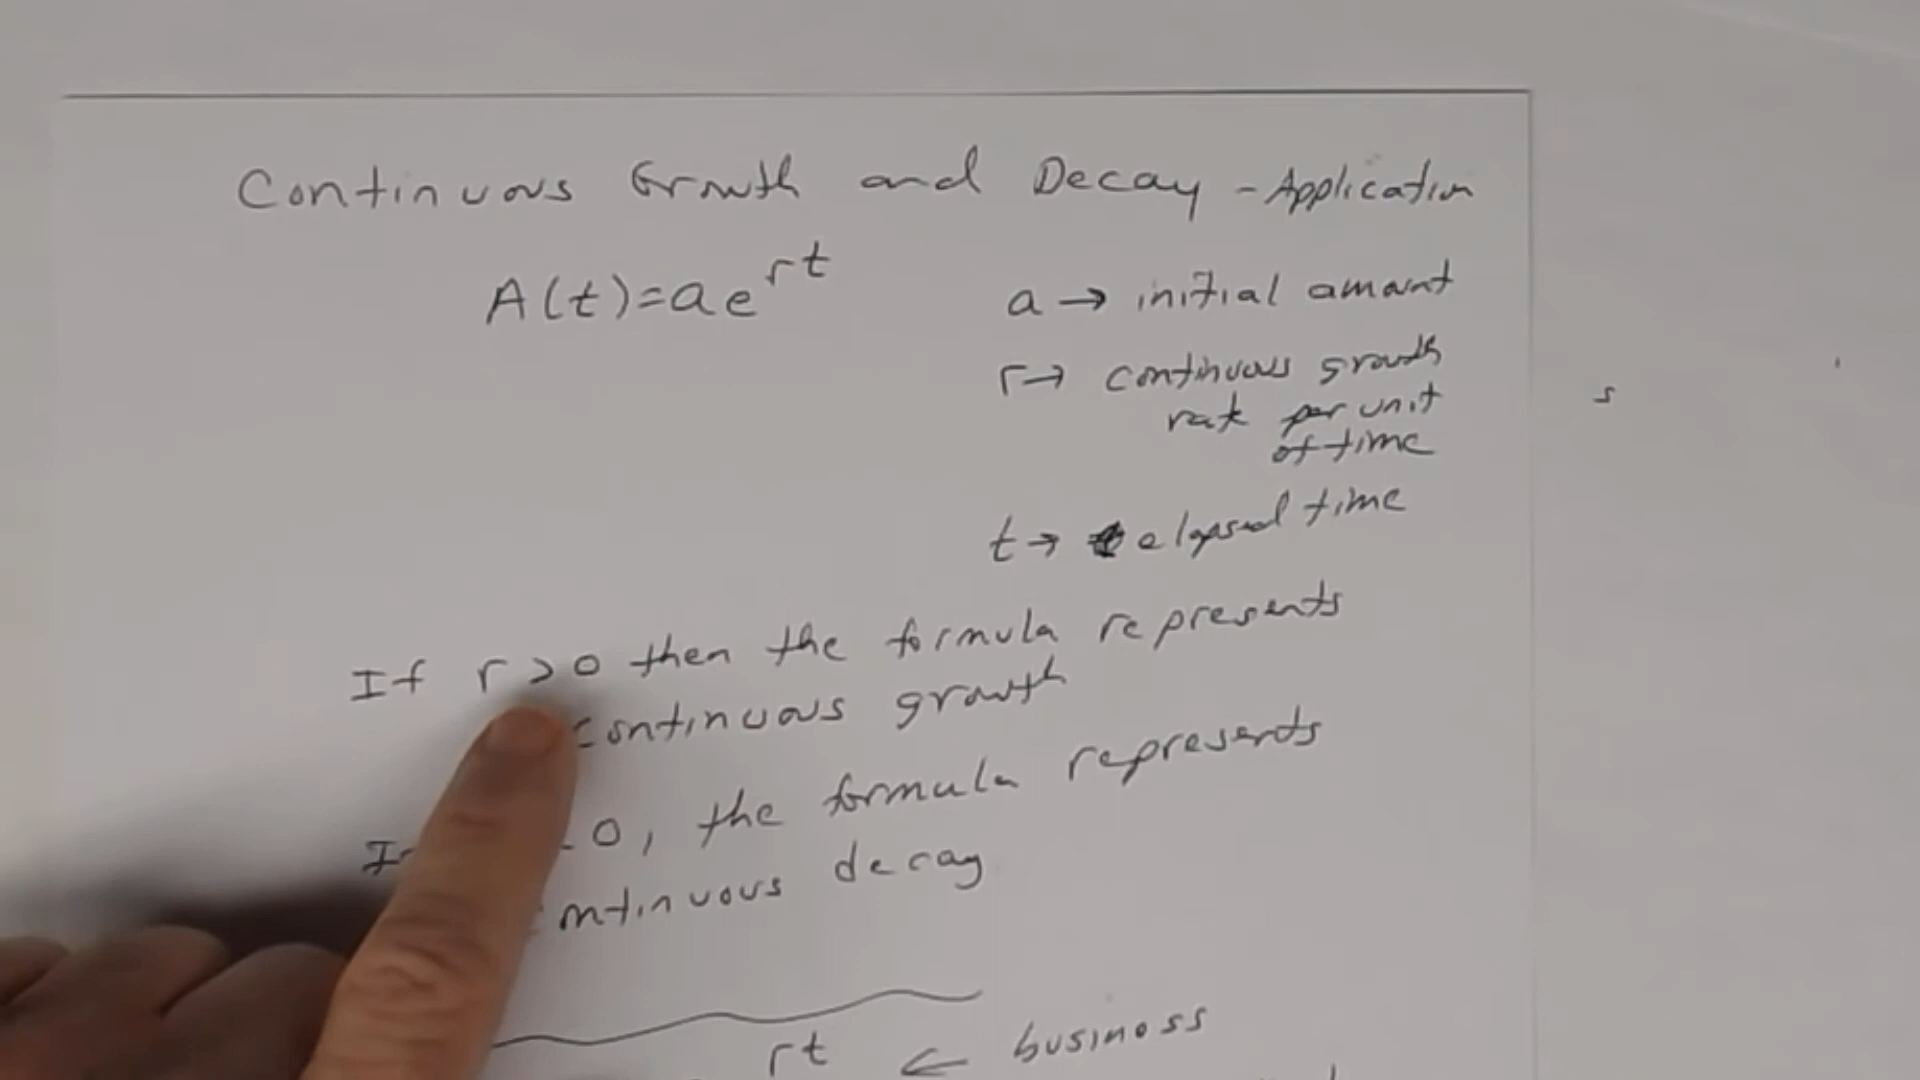 Continuous Growth and Decay - Application
A(t)=ae^rt
a → initial amount
r → continuous growth
rate per unit
of time
t → elapsed time
s
If r > 0 then the formula represents
continuous growth
0, the formula represents
continuous decay
rt ← business